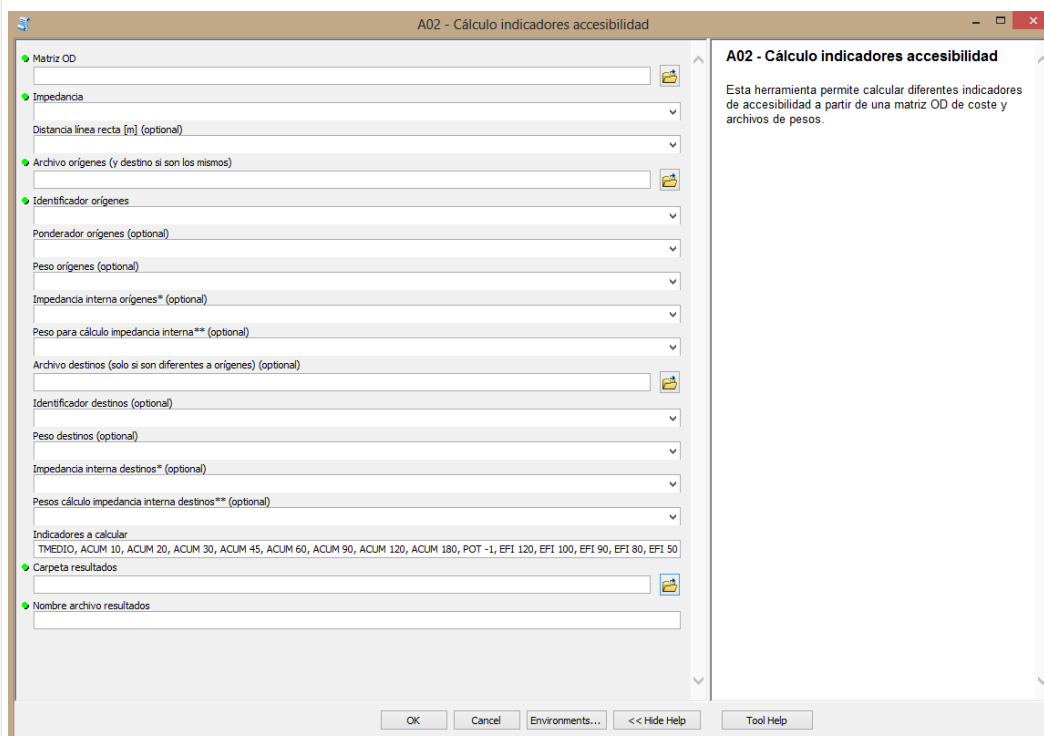 A02 - Cálculo indicadores accesibilidad
Matriz OD
Impedancia
Distancia línea recta [m] (optional)
Archivo orígenes (y destino si son los mismos)
Identificador orígenes
Ponderador orígenes (optional)
Peso orígenes (optional)
Impedancia interna orígenes* (optional)
Peso para cálculo impedancia interna** (optional)
Archivo destinos (solo si son diferentes a orígenes) (optional)
Identificador destinos (optional)
Peso destinos (optional)
Impedancia interna destinos* (optional)
Pesos cálculo impedancia interna destinos** (optional)
Indicadores a calcular
TMEDIO, ACUM 10, ACUM 20, ACUM 30, ACUM 45, ACUM 60, ACUM 90, ACUM 120, ACUM 180, POT -1, EFI 120, EFI 100, EFI 90, EFI 80, EFI 50
Carpeta resultados
Nombre archivo resultados
A02 - Cálculo indicadores accesibilidad
Esta herramienta permite calcular diferentes indicadores
de accesibilidad a partir de una matriz OD de coste y
archivos de pesos.
OK
Cancel
Environments...
<< Hide Help
Tool Help